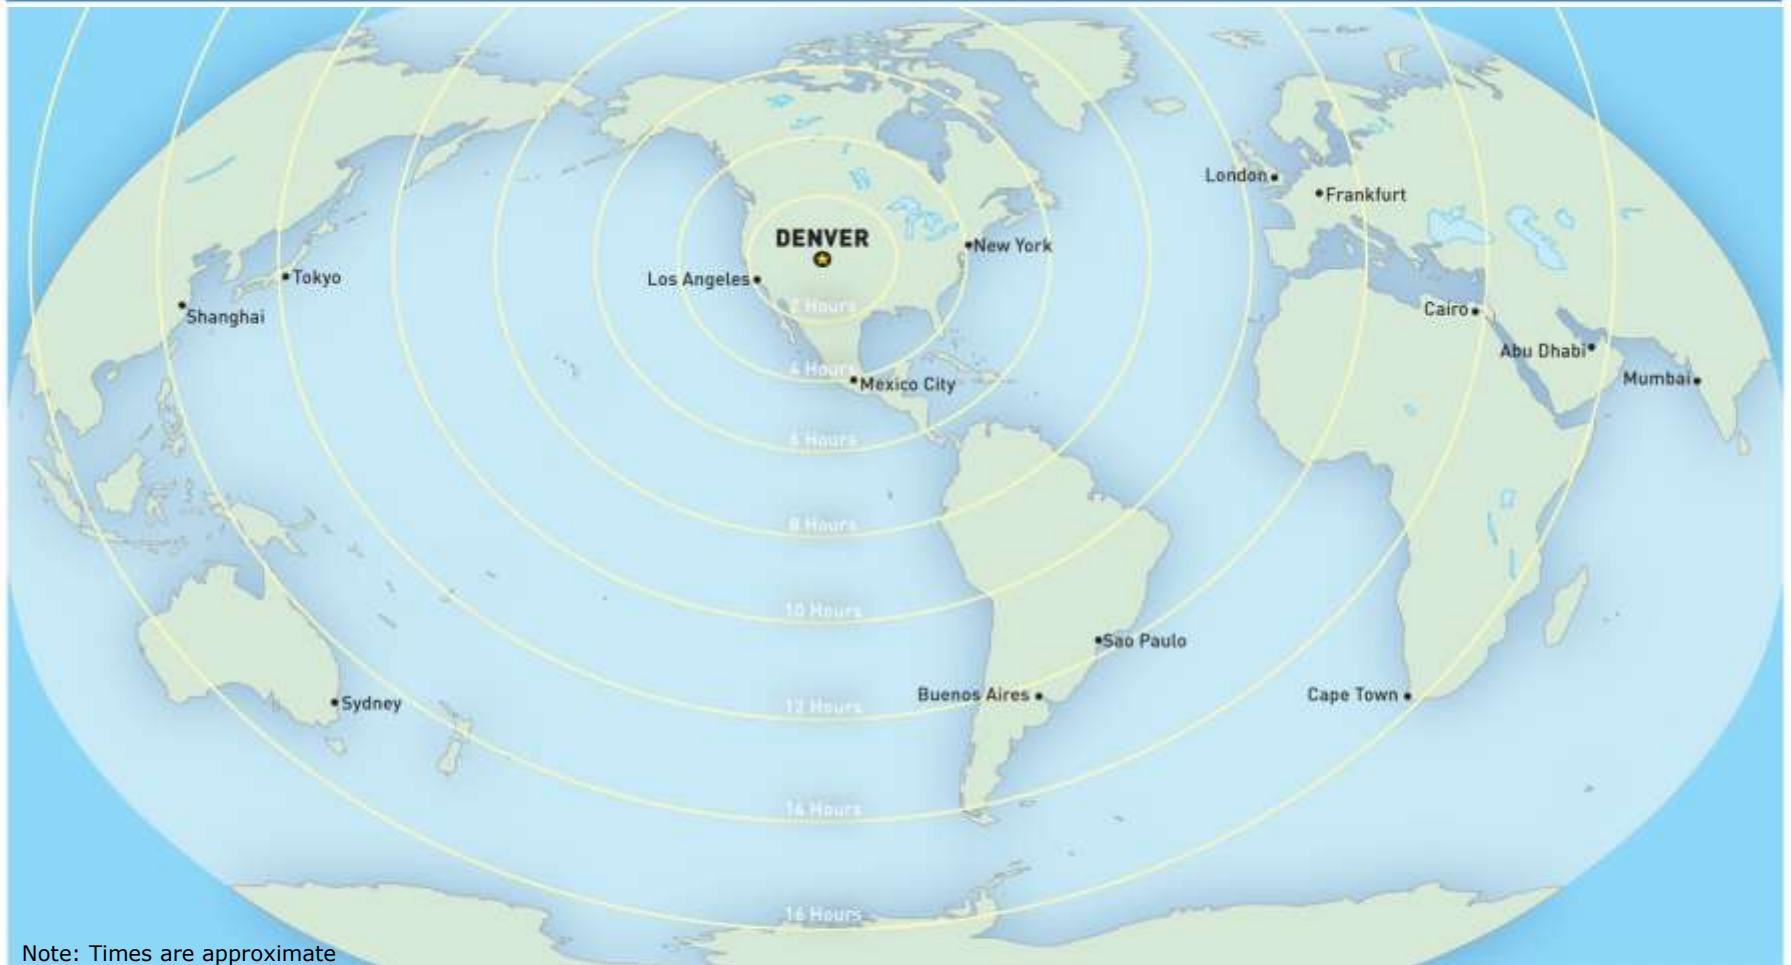 London
Frankfurt
DENVER
New York
Los Angeles
Tokyo
2 Hours
Cairo
Shanghai
Abu Dhabi
4 Hours
Mexico City
Mumbai
6 Hours
8 Hours
10 Hours
Sao Paulo
Buenos Aires
Cape Town
Sydney
12 Hours
14 Hours
16 Hours
Note: Times are approximate